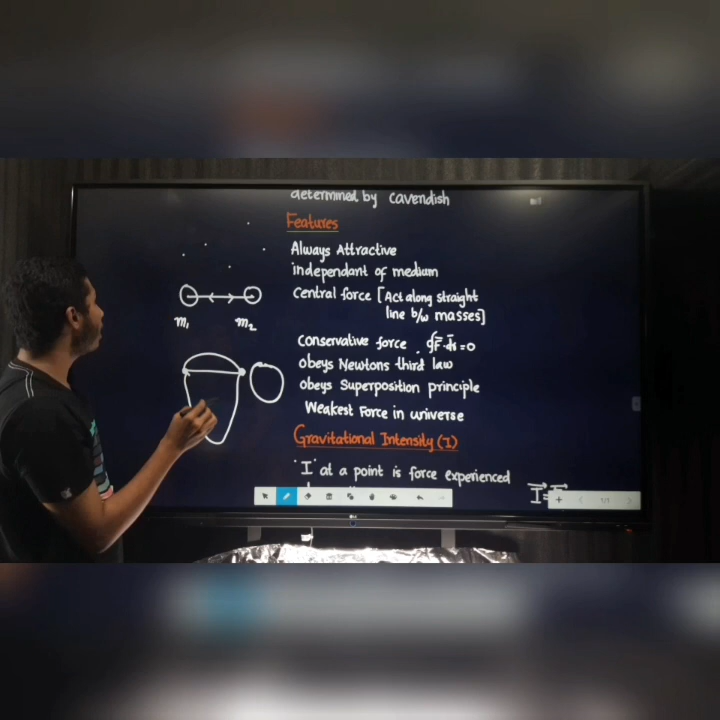 determined by Cavendish
Features
Always Attractive
independant of medium
Central force [Act along straight
line b/w masses]
m₁ m₂
Conservative force . ∮F̄·d̄s=0
obeys Newtons third law
obeys Superposition principle
Weakest Force in universe
Gravitational Intensity (I)
'I' at a point is force experienced
1/1
LG